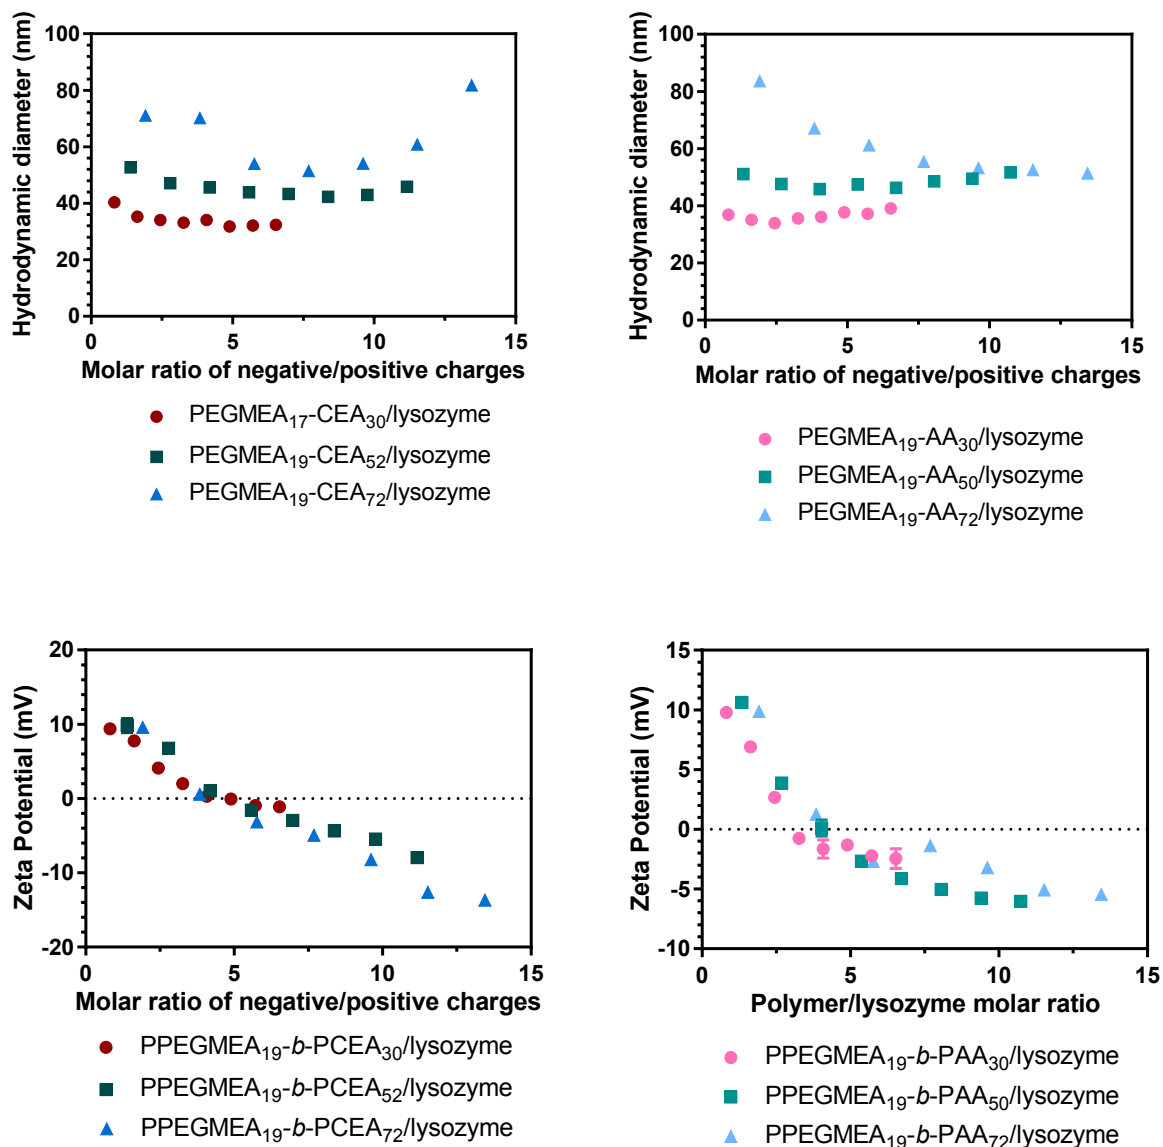 Hydrodynamic diameter (nm)
100
80
60
40
20
0
0 5 10 15
Molar ratio of negative/positive charges
PEGMEA17-CEA30/lysozyme
PEGMEA19-CEA52/lysozyme
PEGMEA19-CEA72/lysozyme
Hydrodynamic diameter (nm)
100
80
60
40
20
0
0 5 10 15
Molar ratio of negative/positive charges
PEGMEA19-AA30/lysozyme
PEGMEA19-AA50/lysozyme
PEGMEA19-AA72/lysozyme
Zeta Potential (mV)
20
10
0
-10
-20
0 5 10 15
Molar ratio of negative/positive charges
PPEGMEA19-b-PCEA30/lysozyme
PPEGMEA19-b-PCEA52/lysozyme
PPEGMEA19-b-PCEA72/lysozyme
Zeta Potential (mV)
15
10
5
0
-5
-10
0 5 10 15
Polymer/lysozyme molar ratio
PPEGMEA19-b-PAA30/lysozyme
PPEGMEA19-b-PAA50/lysozyme
PPEGMEA19-b-PAA72/lysozyme